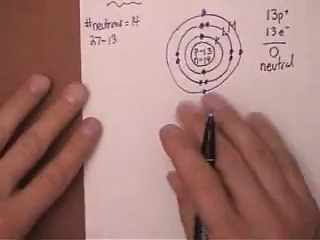 #neutrons = 14
27-13
K L M
p=13
n=14
13p+
13e-
0
neutral